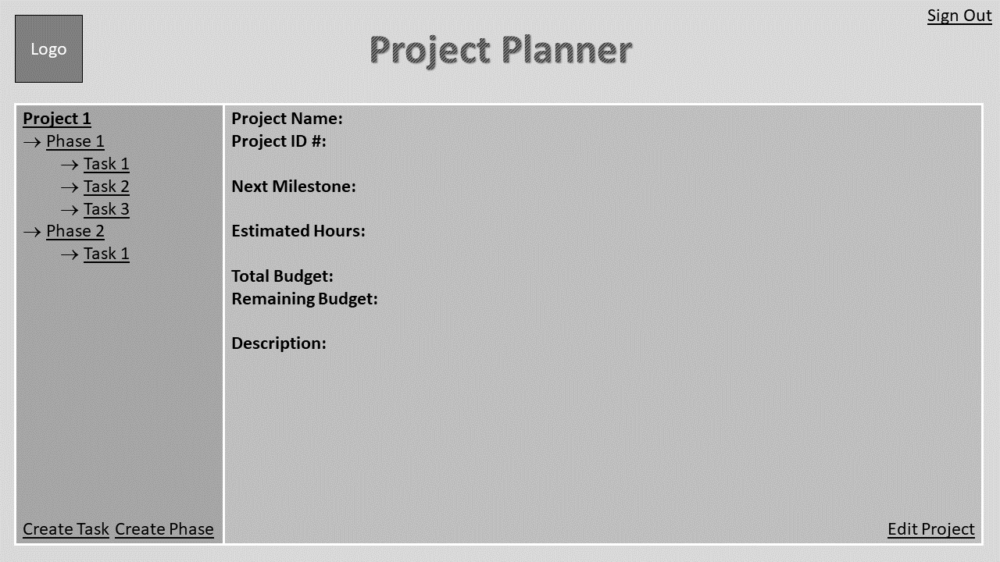 Sign Out
Logo
Project Planner
Project 1
→ Phase 1
→ Task 1
→ Task 2
→ Task 3
→ Phase 2
→ Task 1
Create Task Create Phase
Project Name:
Project ID #:
Next Milestone:
Estimated Hours:
Total Budget:
Remaining Budget:
Description:
Edit Project